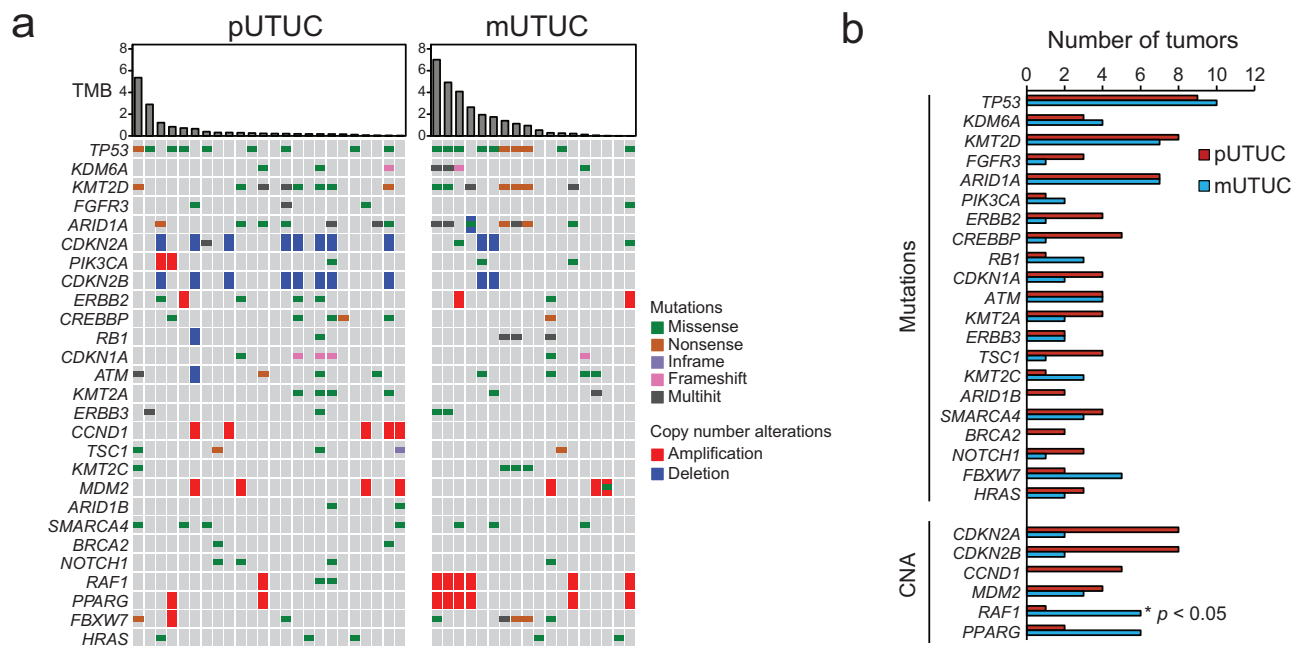 a
pUTUC
mUTUC
TMB
8
6
4
2
0
8
6
4
2
0
TP53
KDM6A
KMT2D
FGFR3
ARID1A
CDKN2A
PIK3CA
CDKN2B
ERBB2
CREBBP
RB1
CDKN1A
ATM
KMT2A
ERBB3
CCND1
TSC1
KMT2C
MDM2
ARID1B
SMARCA4
BRCA2
NOTCH1
RAF1
PPARG
FBXW7
HRAS
Mutations
Missense
Nonsense
Inframe
Frameshift
Multihit
Copy number alterations
Amplification
Deletion
b
Number of tumors
0 2 4 6 8 10 12
Mutations
TP53
KDM6A
KMT2D
FGFR3
ARID1A
PIK3CA
ERBB2
CREBBP
RB1
CDKN1A
ATM
KMT2A
ERBB3
TSC1
KMT2C
ARID1B
SMARCA4
BRCA2
NOTCH1
FBXW7
HRAS
pUTUC
mUTUC
CNA
CDKN2A
CDKN2B
CCND1
MDM2
RAF1
* p < 0.05
PPARG